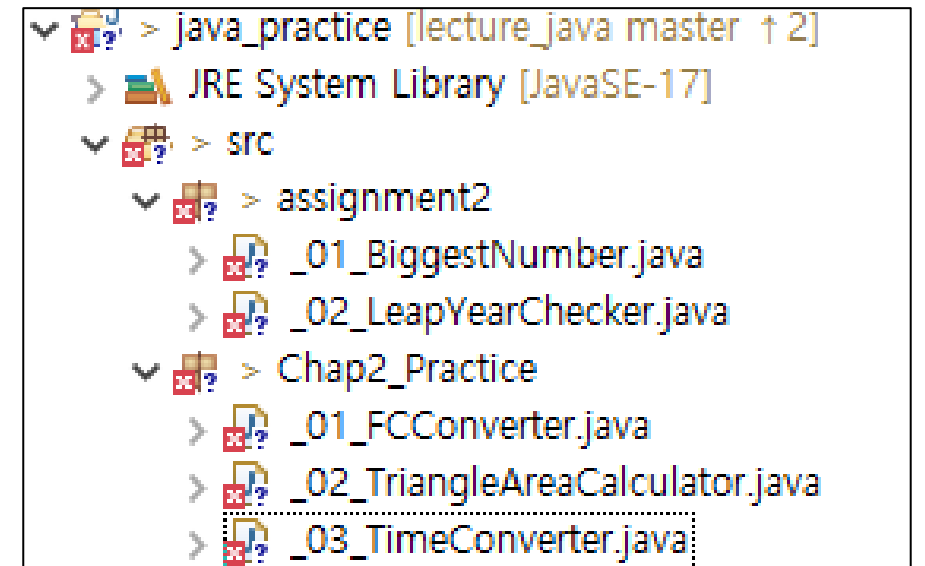 > java_practice [lecture_java master ↑2]
JRE System Library [JavaSE-17]
> src
> assignment2
_01_BiggestNumber.java
_02_LeapYearChecker.java
> Chap2_Practice
_01_FCConverter.java
_02_TriangleAreaCalculator.java
_03_TimeConverter.java